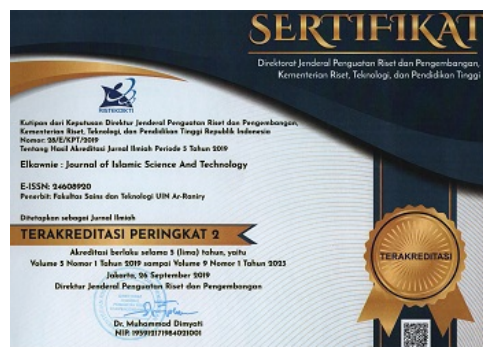 SERTIFIKAT
Direktorat Jenderal Penguatan Riset dan Pengembangan,
Kementerian Riset, Teknologi, dan Pendidikan Tinggi
RISTEKDIKTI
Kutipan dari Keputusan Direktur Jenderal Penguatan Riset dan Pengembangan,
Kementerian Riset, Teknologi, dan Pendidikan Tinggi Republik Indonesia
Nomor: 28/E/KPT/2019
Tentang Hasil Akreditasi Jurnal Ilmiah Periode 5 Tahun 2019
Elkawnie : Journal of Islamic Science And Technology
E-ISSN: 24608920
Penerbit: Fakultas Sains dan Teknologi UIN Ar-Raniry
Ditetapkan sebagai Jurnal Ilmiah
TERAKREDITASI PERINGKAT 2
Akreditasi berlaku selama 5 (lima) tahun, yaitu
Volume 5 Nomor 1 Tahun 2019 sampai Volume 9 Nomor 1 Tahun 2023
Jakarta, 26 September 2019
Direktur Jenderal Penguatan Riset dan Pengembangan
Dr. Muhammad Dimyati
NIP. 195912171984021001
TERAKREDITASI